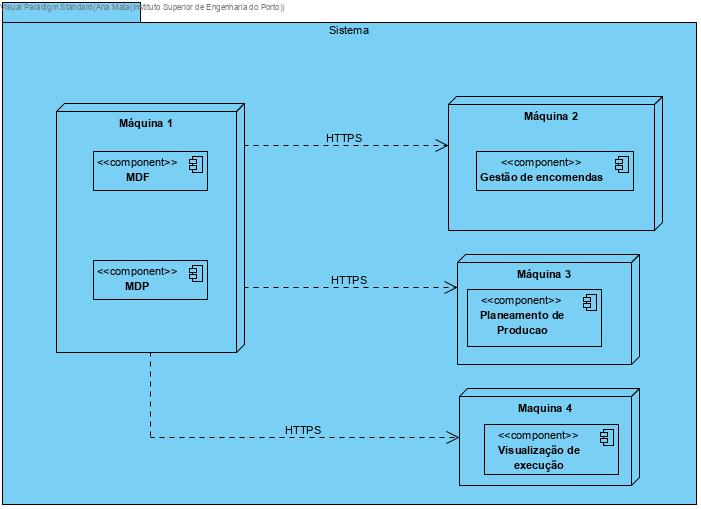 Visual Paradigm Standard(Ana Mata(Instituto Superior de Engenharia do Porto))
Sistema
Máquina 1
<<component>>
MDF
<<component>>
MDP
HTTPS
Máquina 2
<<component>>
Gestão de encomendas
HTTPS
Máquina 3
<<component>>
Planeamento de
Producao
HTTPS
Maquina 4
<<component>>
Visualização de
execução